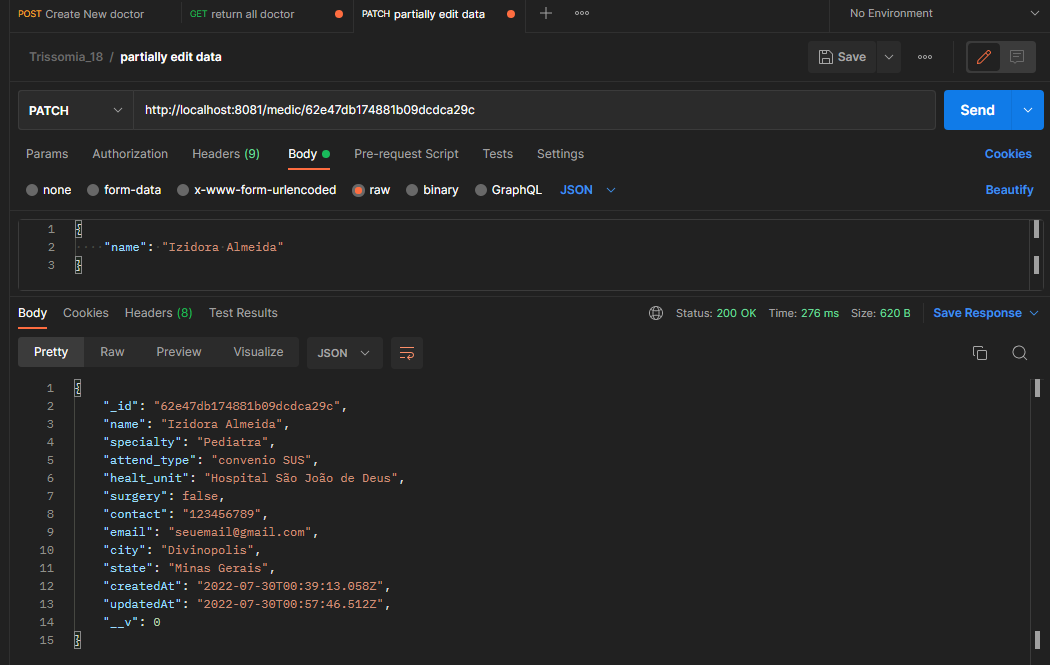 POST Create New doctor GET return all doctor PATCH partially edit data No Environment
Trissomia_18 / partially edit data Save
PATCH http://localhost:8081/medic/62e47db174881b09dcdca29c Send
Params Authorization Headers (9) Body Pre-request Script Tests Settings Cookies
none form-data x-www-form-urlencoded raw binary GraphQL JSON Beautify
1 {
2 "name": "Izidora Almeida"
3 }
Body Cookies Headers (8) Test Results Status: 200 OK Time: 276 ms Size: 620 B Save Response
Pretty Raw Preview Visualize JSON
1 {
2 "_id": "62e47db174881b09dcdca29c",
3 "name": "Izidora Almeida",
4 "specialty": "Pediatra",
5 "attend_type": "convenio SUS",
6 "healt_unit": "Hospital São João de Deus",
7 "surgery": false,
8 "contact": "123456789",
9 "email": "seuemail@gmail.com",
10 "city": "Divinopolis",
11 "state": "Minas Gerais",
12 "createdAt": "2022-07-30T00:39:13.058Z",
13 "updatedAt": "2022-07-30T00:57:46.512Z",
14 "__v": 0
15 }